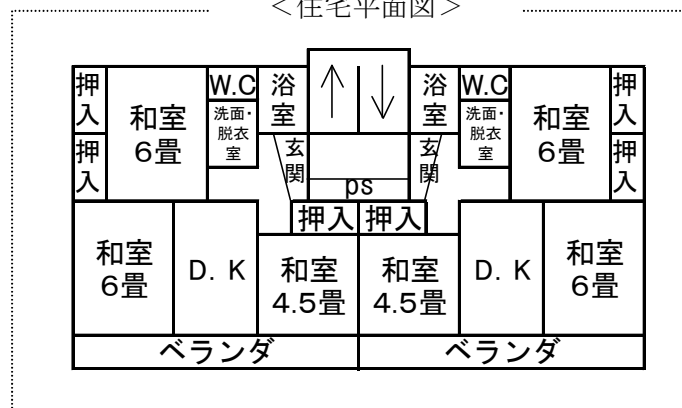 ＜住宅平面図＞
押入
和室
6畳
W.C
洗面・
脱衣
室
浴室
↑
↓
浴室
W.C
洗面・
脱衣
室
和室
6畳
押入
押入
玄関
ps
玄関
押入
押入
押入
和室
6畳
D. K
和室
4.5畳
和室
4.5畳
D. K
和室
6畳
ベランダ
ベランダ